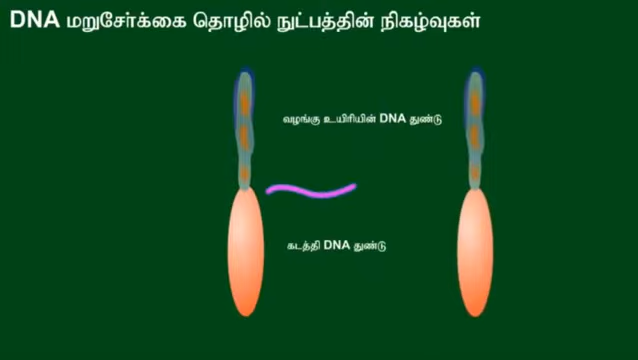 DNA மறுசேர்க்கை தொழில் நுட்பத்தின் நிகழ்வுகள்
வழங்கு உயிரியின் DNA துண்டு
கடத்தி DNA துண்டு